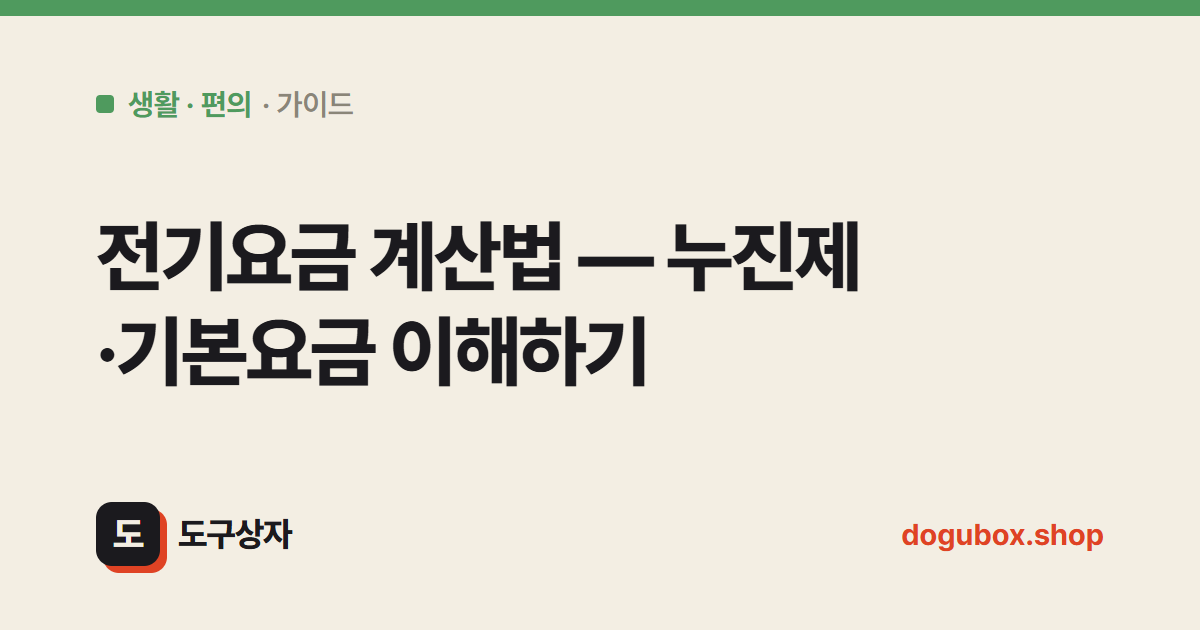 생활 · 편의 · 가이드
전기요금 계산법 — 누진제
·기본요금 이해하기
도 도구상자
dogubox.shop